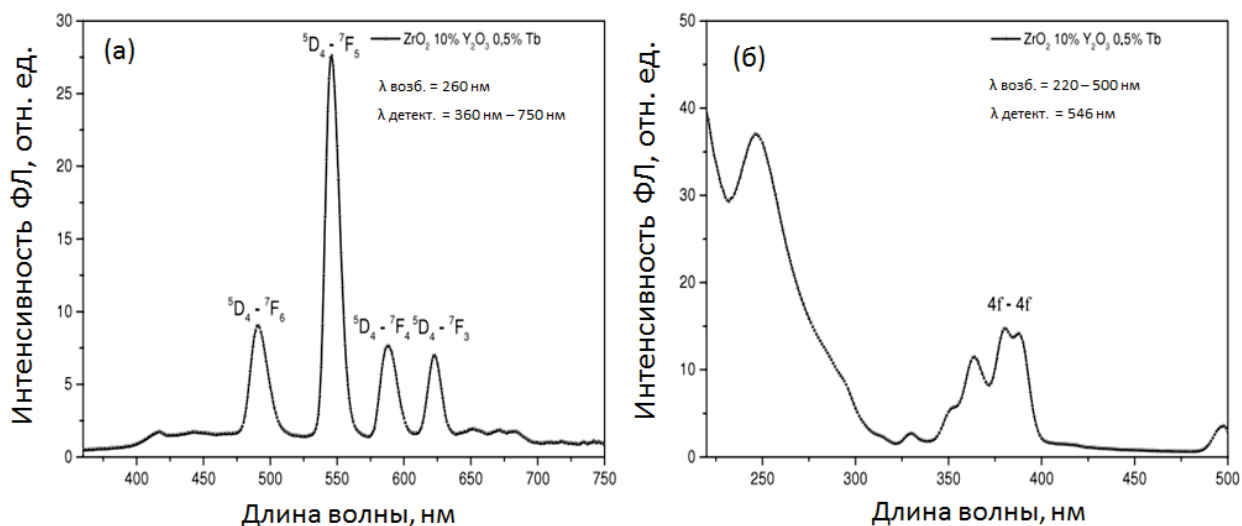 (а)
ZrO₂ 10% Y₂O₃ 0,5% Tb
λ возб. = 260 нм
λ детект. = 360 нм – 750 нм
⁵D₄ - ⁷F₅
⁵D₄ - ⁷F₆
⁵D₄ - ⁷F₄ ⁵D₄ - ⁷F₃
Интенсивность ФЛ, отн. ед.
30
25
20
15
10
5
0
400 450 500 550 600 650 700 750
Длина волны, нм
(б)
ZrO₂ 10% Y₂O₃ 0,5% Tb
λ возб. = 220 – 500 нм
λ детект. = 546 нм
4f - 4f
Интенсивность ФЛ, отн. ед.
50
40
30
20
10
0
250 300 350 400 450 500
Длина волны, нм